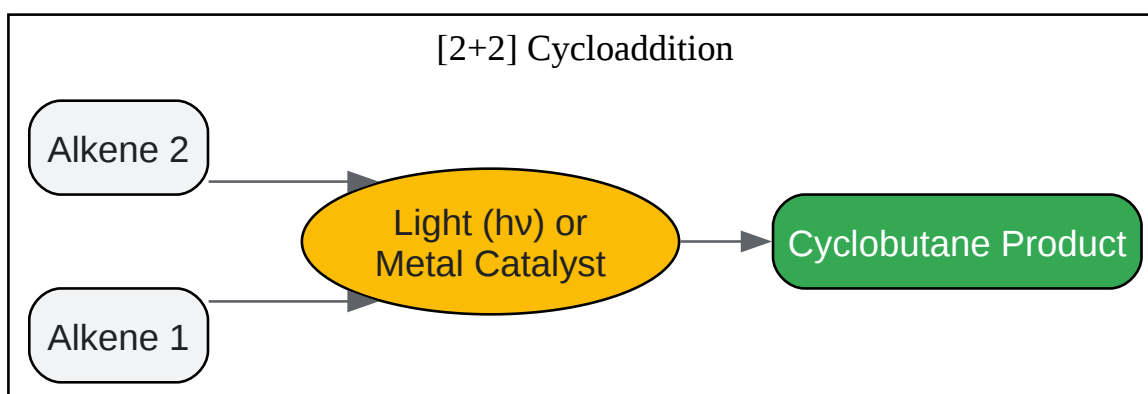 [2+2] Cycloaddition
Alkene 2
Light (hν) or
Metal Catalyst
Cyclobutane Product
Alkene 1